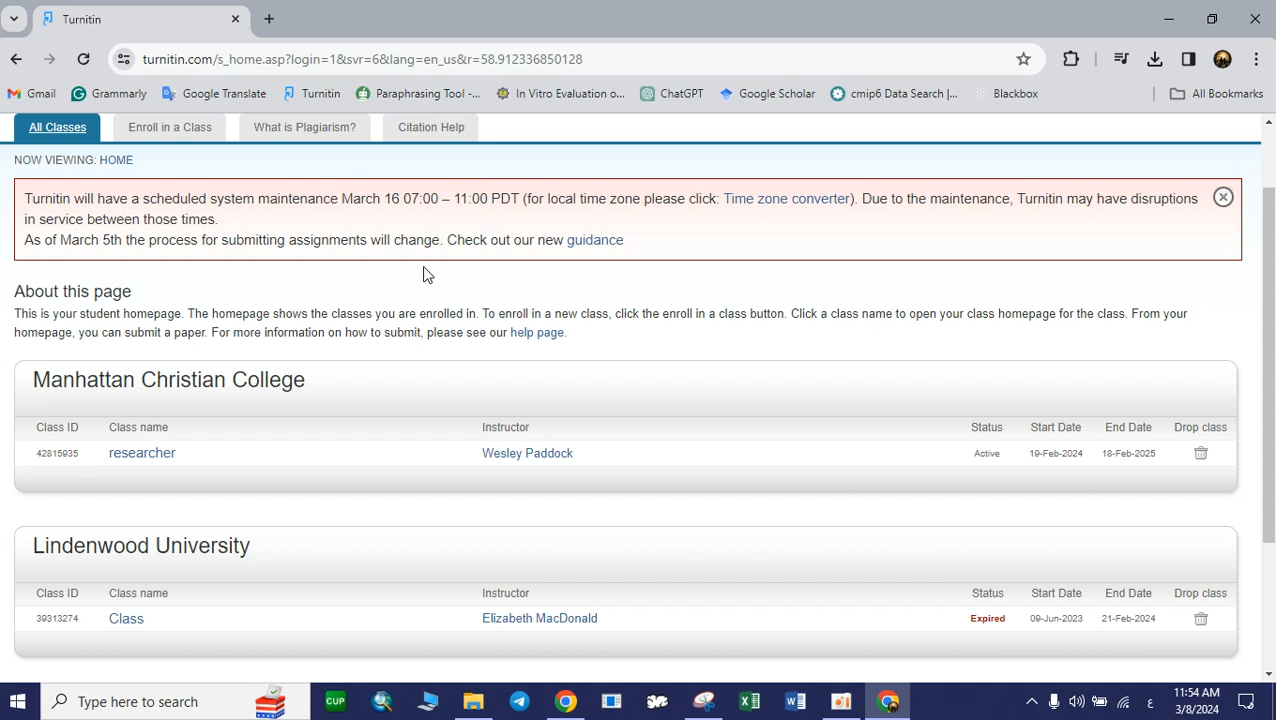 Turnitin
turnitin.com/s_home.asp?login=1&svr=6&lang=en_us&r=58.912336850128
Gmail Grammarly Google Translate Turnitin Paraphrasing Tool -... In Vitro Evaluation o... ChatGPT Google Scholar cmip6 Data Search |... Blackbox All Bookmarks
All Classes Enroll in a Class What is Plagiarism? Citation Help
NOW VIEWING: HOME
Turnitin will have a scheduled system maintenance March 16 07:00 – 11:00 PDT (for local time zone please click: Time zone converter). Due to the maintenance, Turnitin may have disruptions
in service between those times.
As of March 5th the process for submitting assignments will change. Check out our new guidance
About this page
This is your student homepage. The homepage shows the classes you are enrolled in. To enroll in a new class, click the enroll in a class button. Click a class name to open your class homepage for the class. From your
homepage, you can submit a paper. For more information on how to submit, please see our help page.
Manhattan Christian College
Class ID Class name Instructor Status Start Date End Date Drop class
42815935 researcher Wesley Paddock Active 19-Feb-2024 18-Feb-2025
Lindenwood University
Class ID Class name Instructor Status Start Date End Date Drop class
39313274 Class Elizabeth MacDonald Expired 09-Jun-2023 21-Feb-2024
Type here to search CUP ع 11:54 AM
3/8/2024